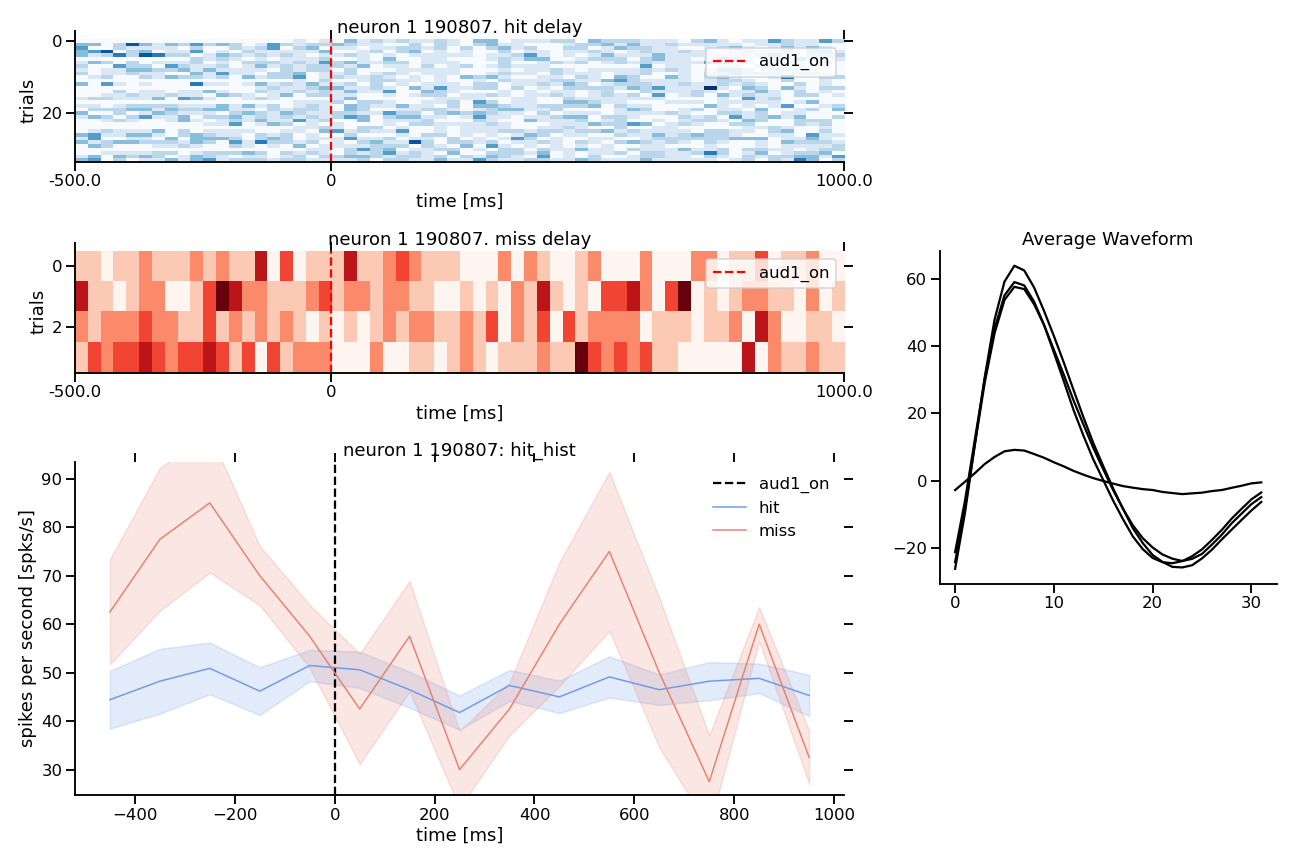 neuron 1 190807. hit delay
0
20
trials
aud1_on
-500.0
0
1000.0
time [ms]
neuron 1 190807. miss delay
0
2
trials
aud1_on
-500.0
0
1000.0
time [ms]
neuron 1 190807: hit_hist
90
80
70
60
50
40
30
spikes per second [spks/s]
aud1_on
hit
miss
−400
−200
0
200
400
600
800
1000
time [ms]
Average Waveform
60
40
20
0
−20
0
10
20
30